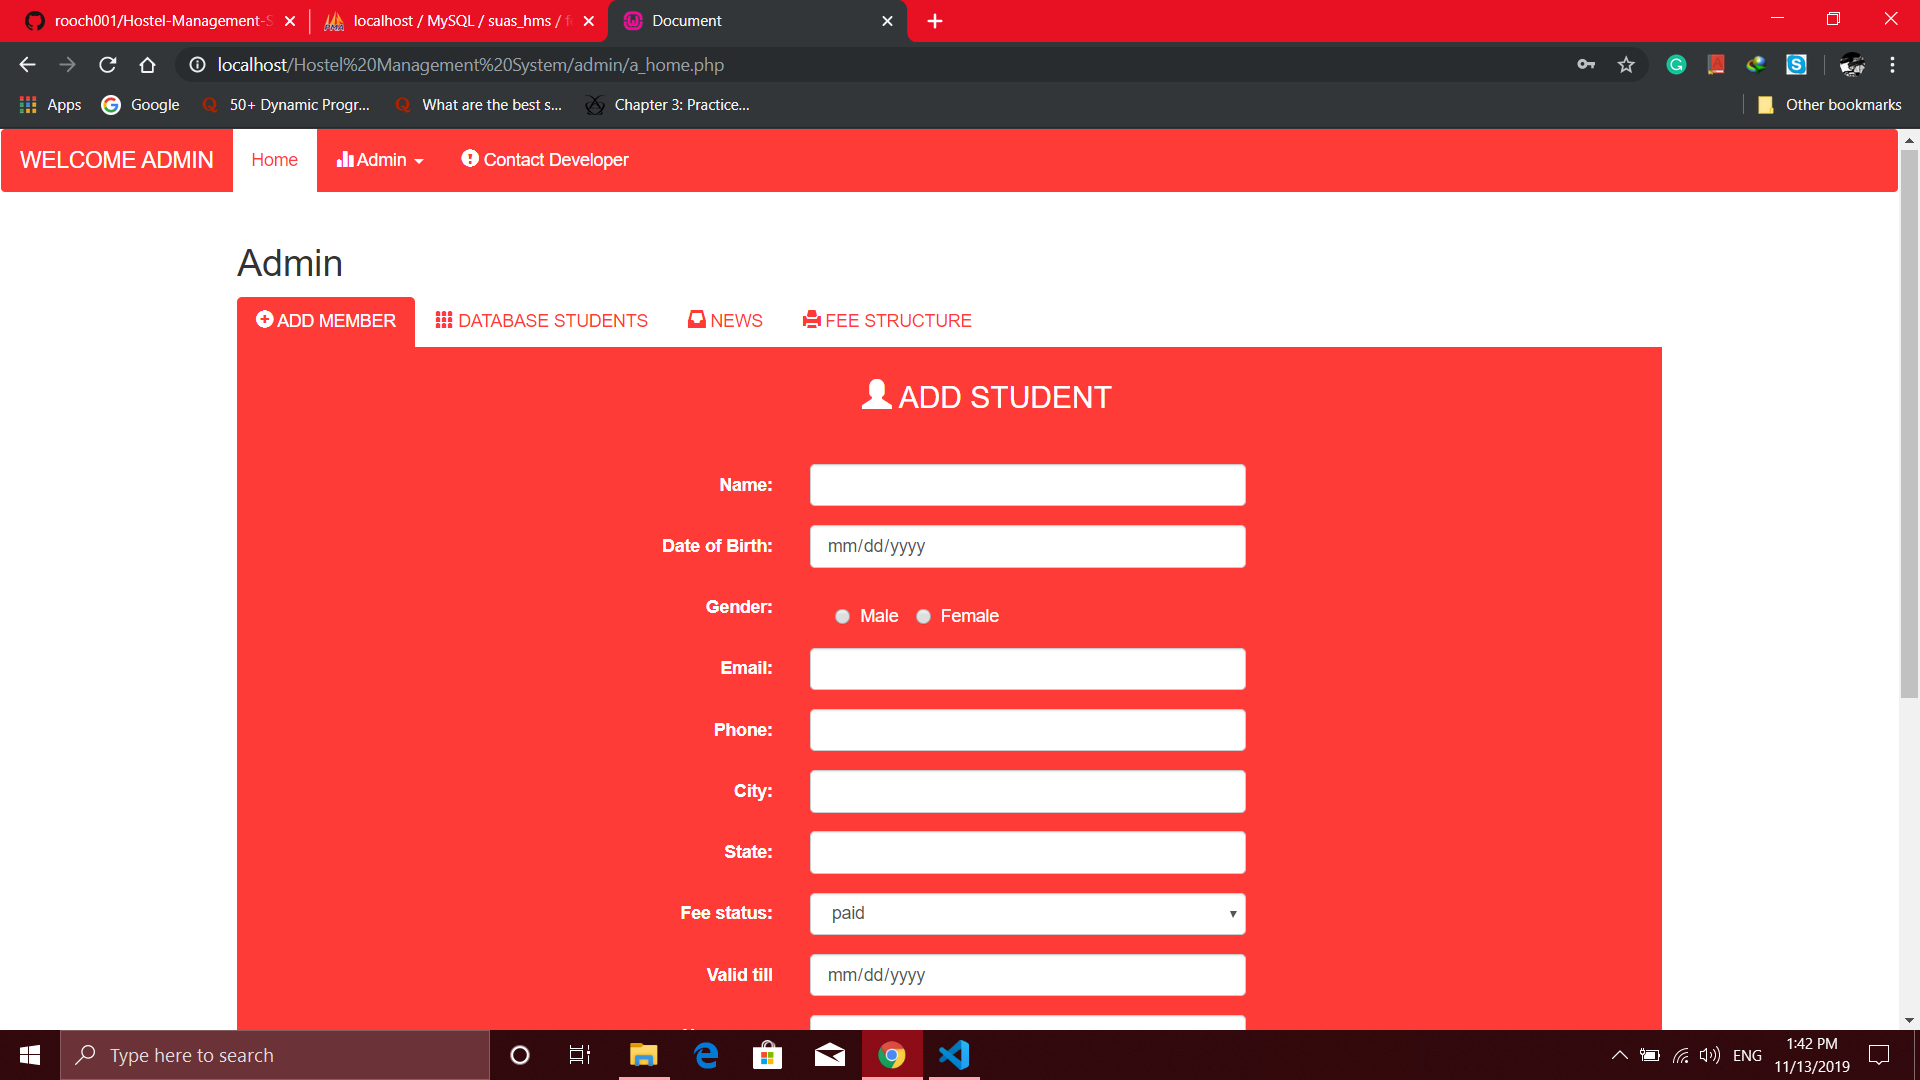 rooch001/Hostel-Management-S
localhost / MySQL / suas_hms / f
Document
localhost/Hostel%20Management%20System/admin/a_home.php
Apps
Google
50+ Dynamic Progr...
What are the best s...
Chapter 3: Practice...
Other bookmarks
WELCOME ADMIN
Home
Admin
Contact Developer
Admin
ADD MEMBER
DATABASE STUDENTS
NEWS
FEE STRUCTURE
ADD STUDENT
Name:
Date of Birth:
mm/dd/yyyy
Gender:
Male
Female
Email:
Phone:
City:
State:
Fee status:
paid
Valid till
mm/dd/yyyy
Type here to search
ENG
1:42 PM
11/13/2019